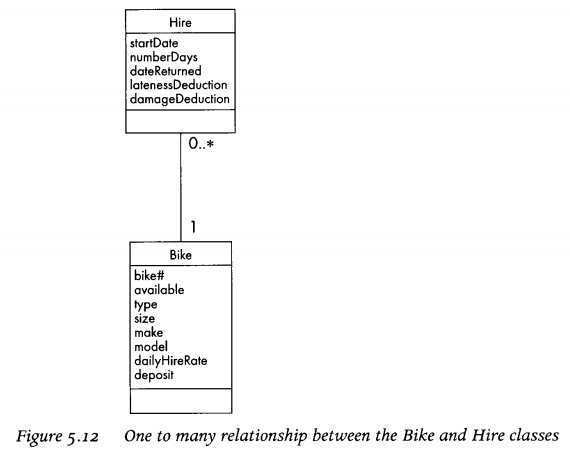 Hire
startDate
numberDays
dateReturned
latenessDeduction
damageDeduction
0..*
1
Bike
bike#
available
type
size
make
model
dailyHireRate
deposit
Figure 5.12 One to many relationship between the Bike and Hire classes